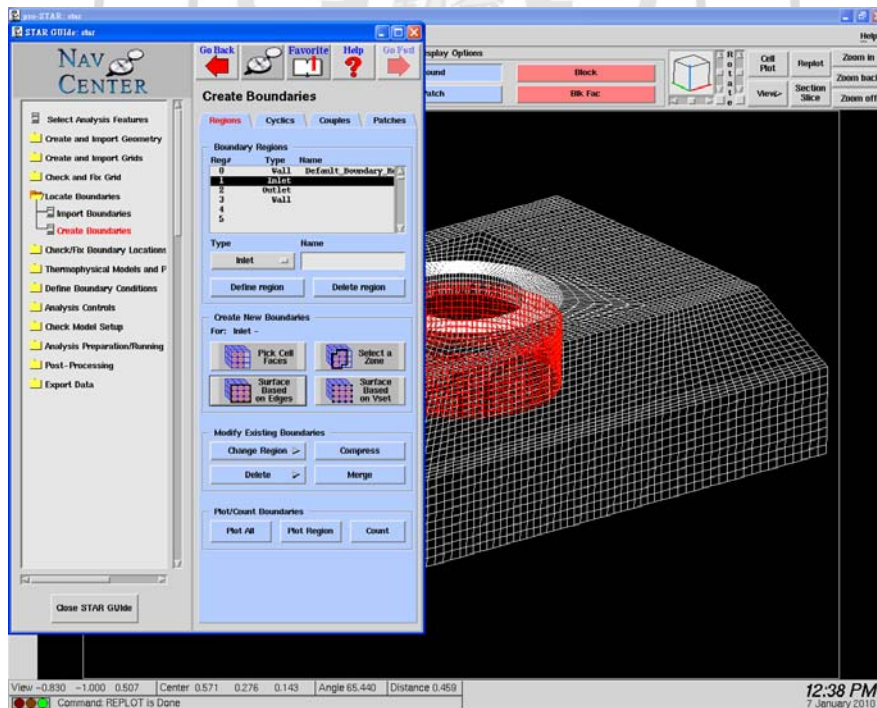 pro-STAR: star
STAR GUIde: star
Help
NAV CENTER
Go Back
Favorite
Help
Go Fwd
Create Boundaries
Regions Cyclics Couples Patches
Select Analysis Features
Create and Import Geometry
Create and Import Grids
Check and Fix Grid
Locate Boundaries
Import Boundaries
Create Boundaries
Check/Fix Boundary Locations
Thermophysical Models and P
Define Boundary Conditions
Analysis Controls
Check Model Setup
Analysis Preparation/Running
Post-Processing
Export Data
Close STAR GUIde
Boundary Regions
Reg# Type Name
0 Wall Default_Boundary_Re
1 Inlet
2 Outlet
3 Wall
4
5
Type Name
Inlet
Define region Delete region
Create New Boundaries
For: Inlet -
Pick Cell Faces
Select a Zone
Surface Based on Edges
Surface Based on Vset
Modify Existing Boundaries
Change Region Compress
Delete Merge
Plot/Count Boundaries
Plot All Plot Region Count
splay Options
ound Block
atch Blk Fac
Rotate
Cell Plot
Replot
Zoom in
Zoom back
View
Section Slice
Zoom off
View -0.830 -1.000 0.507 Center 0.571 0.276 0.143 Angle 65.440 Distance 0.459
Command: REPLOT is Done
12:38 PM
7 January 2010